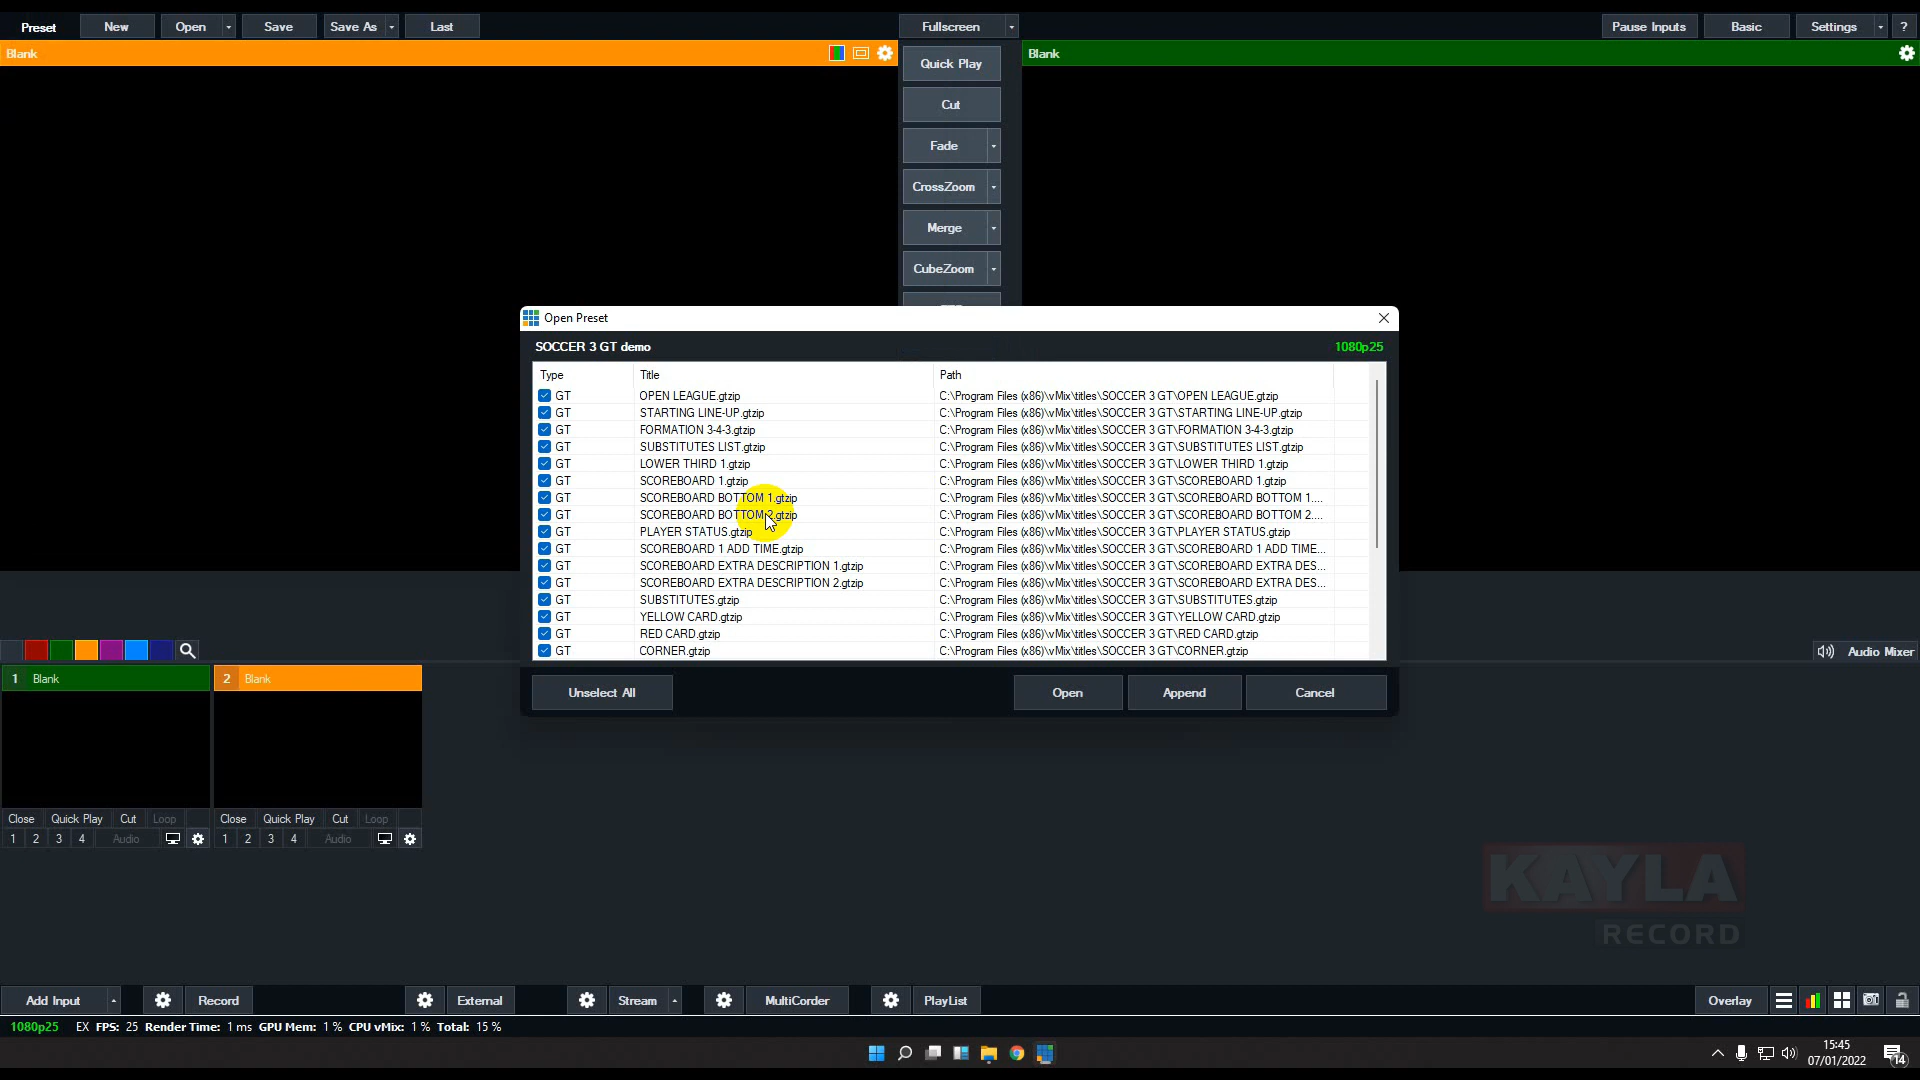 Preset New Open Save Save As Last Fullscreen Pause Inputs Basic Settings ?
Blank Blank
Quick Play
Cut
Fade
CrossZoom
Merge
CubeZoom
Open Preset
SOCCER 3 GT demo 1080p25
Type Title Path
GT OPEN LEAGUE.gtzip C:\Program Files (x86)\vMix\titles\SOCCER 3 GT\OPEN LEAGUE.gtzip
GT STARTING LINE-UP.gtzip C:\Program Files (x86)\vMix\titles\SOCCER 3 GT\STARTING LINE-UP.gtzip
GT FORMATION 3-4-3.gtzip C:\Program Files (x86)\vMix\titles\SOCCER 3 GT\FORMATION 3-4-3.gtzip
GT SUBSTITUTES LIST.gtzip C:\Program Files (x86)\vMix\titles\SOCCER 3 GT\SUBSTITUTES LIST.gtzip
GT LOWER THIRD 1.gtzip C:\Program Files (x86)\vMix\titles\SOCCER 3 GT\LOWER THIRD 1.gtzip
GT SCOREBOARD 1.gtzip C:\Program Files (x86)\vMix\titles\SOCCER 3 GT\SCOREBOARD 1.gtzip
GT SCOREBOARD BOTTOM 1.gtzip C:\Program Files (x86)\vMix\titles\SOCCER 3 GT\SCOREBOARD BOTTOM 1....
GT SCOREBOARD BOTTOM 2.gtzip C:\Program Files (x86)\vMix\titles\SOCCER 3 GT\SCOREBOARD BOTTOM 2....
GT PLAYER STATUS.gtzip C:\Program Files (x86)\vMix\titles\SOCCER 3 GT\PLAYER STATUS.gtzip
GT SCOREBOARD 1 ADD TIME.gtzip C:\Program Files (x86)\vMix\titles\SOCCER 3 GT\SCOREBOARD 1 ADD TIME...
GT SCOREBOARD EXTRA DESCRIPTION 1.gtzip C:\Program Files (x86)\vMix\titles\SOCCER 3 GT\SCOREBOARD EXTRA DES...
GT SCOREBOARD EXTRA DESCRIPTION 2.gtzip C:\Program Files (x86)\vMix\titles\SOCCER 3 GT\SCOREBOARD EXTRA DES...
GT SUBSTITUTES.gtzip C:\Program Files (x86)\vMix\titles\SOCCER 3 GT\SUBSTITUTES.gtzip
GT YELLOW CARD.gtzip C:\Program Files (x86)\vMix\titles\SOCCER 3 GT\YELLOW CARD.gtzip
GT RED CARD.gtzip C:\Program Files (x86)\vMix\titles\SOCCER 3 GT\RED CARD.gtzip
GT CORNER.gtzip C:\Program Files (x86)\vMix\titles\SOCCER 3 GT\CORNER.gtzip
Audio Mixer
Unselect All Open Append Cancel
1 Blank 2 Blank
Close Quick Play Cut Loop Close Quick Play Cut Loop
1 2 3 4 Audio 1 2 3 4 Audio
KAYLA
RECORD
Add Input Record External Stream MultiCorder PlayList Overlay
1080p25 EX FPS: 25 Render Time: 1 ms GPU Mem: 1 % CPU vMix: 1 % Total: 15 %
15:45
07/01/2022
14